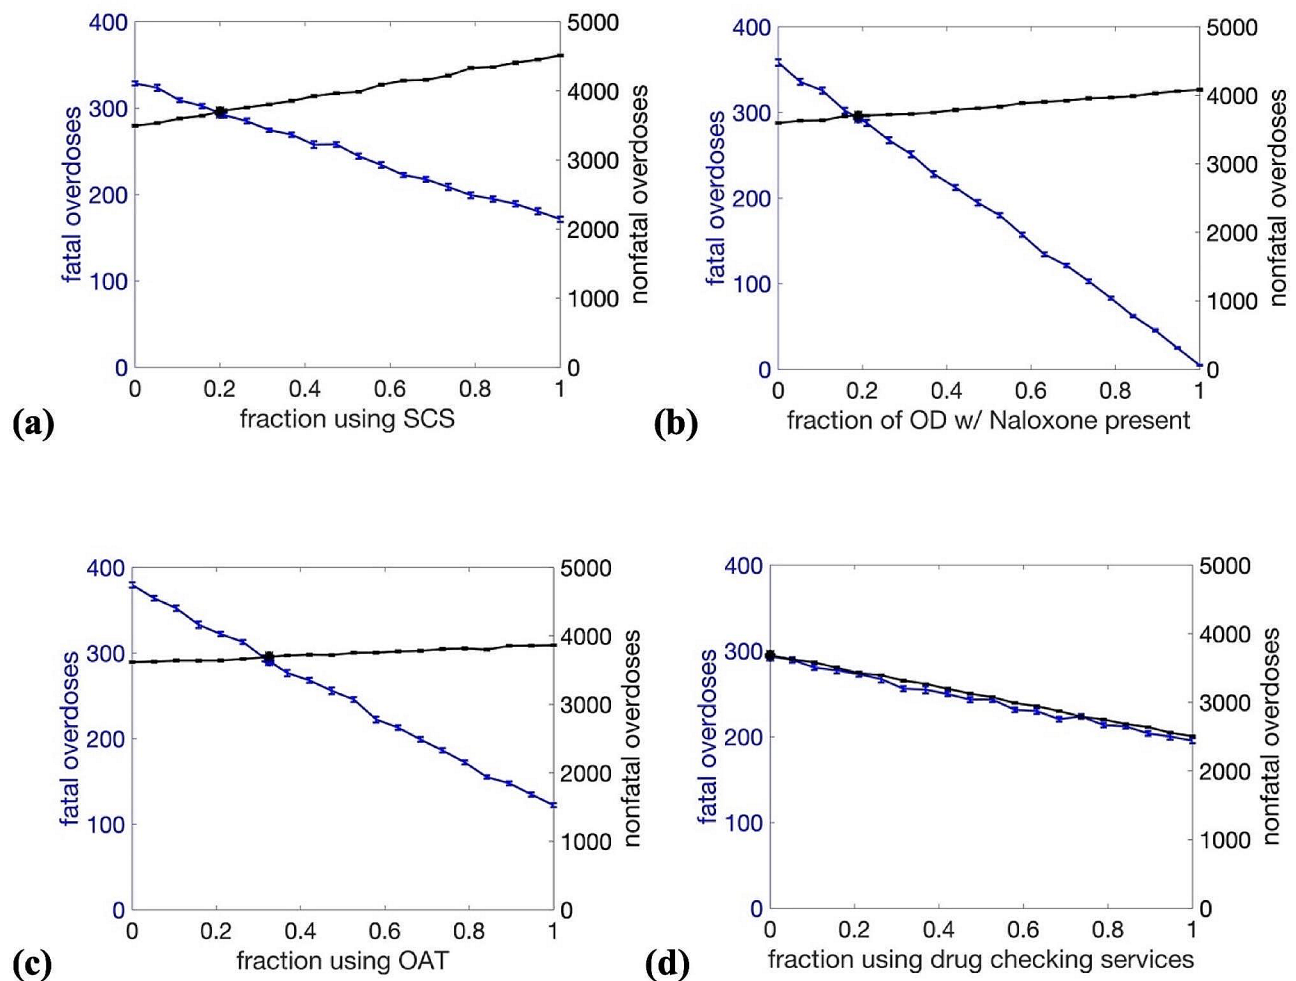 400
300
200
100
0
fatal overdoses
5000
4000
3000
2000
1000
0
nonfatal overdoses
0 0.2 0.4 0.6 0.8 1
fraction using SCS
(a)
400
300
200
100
0
fatal overdoses
5000
4000
3000
2000
1000
0
nonfatal overdoses
0 0.2 0.4 0.6 0.8 1
fraction of OD w/ Naloxone present
(b)
400
300
200
100
0
fatal overdoses
5000
4000
3000
2000
1000
0
nonfatal overdoses
0 0.2 0.4 0.6 0.8 1
fraction using OAT
(c)
400
300
200
100
0
fatal overdoses
5000
4000
3000
2000
1000
0
nonfatal overdoses
0 0.2 0.4 0.6 0.8 1
fraction using drug checking services
(d)